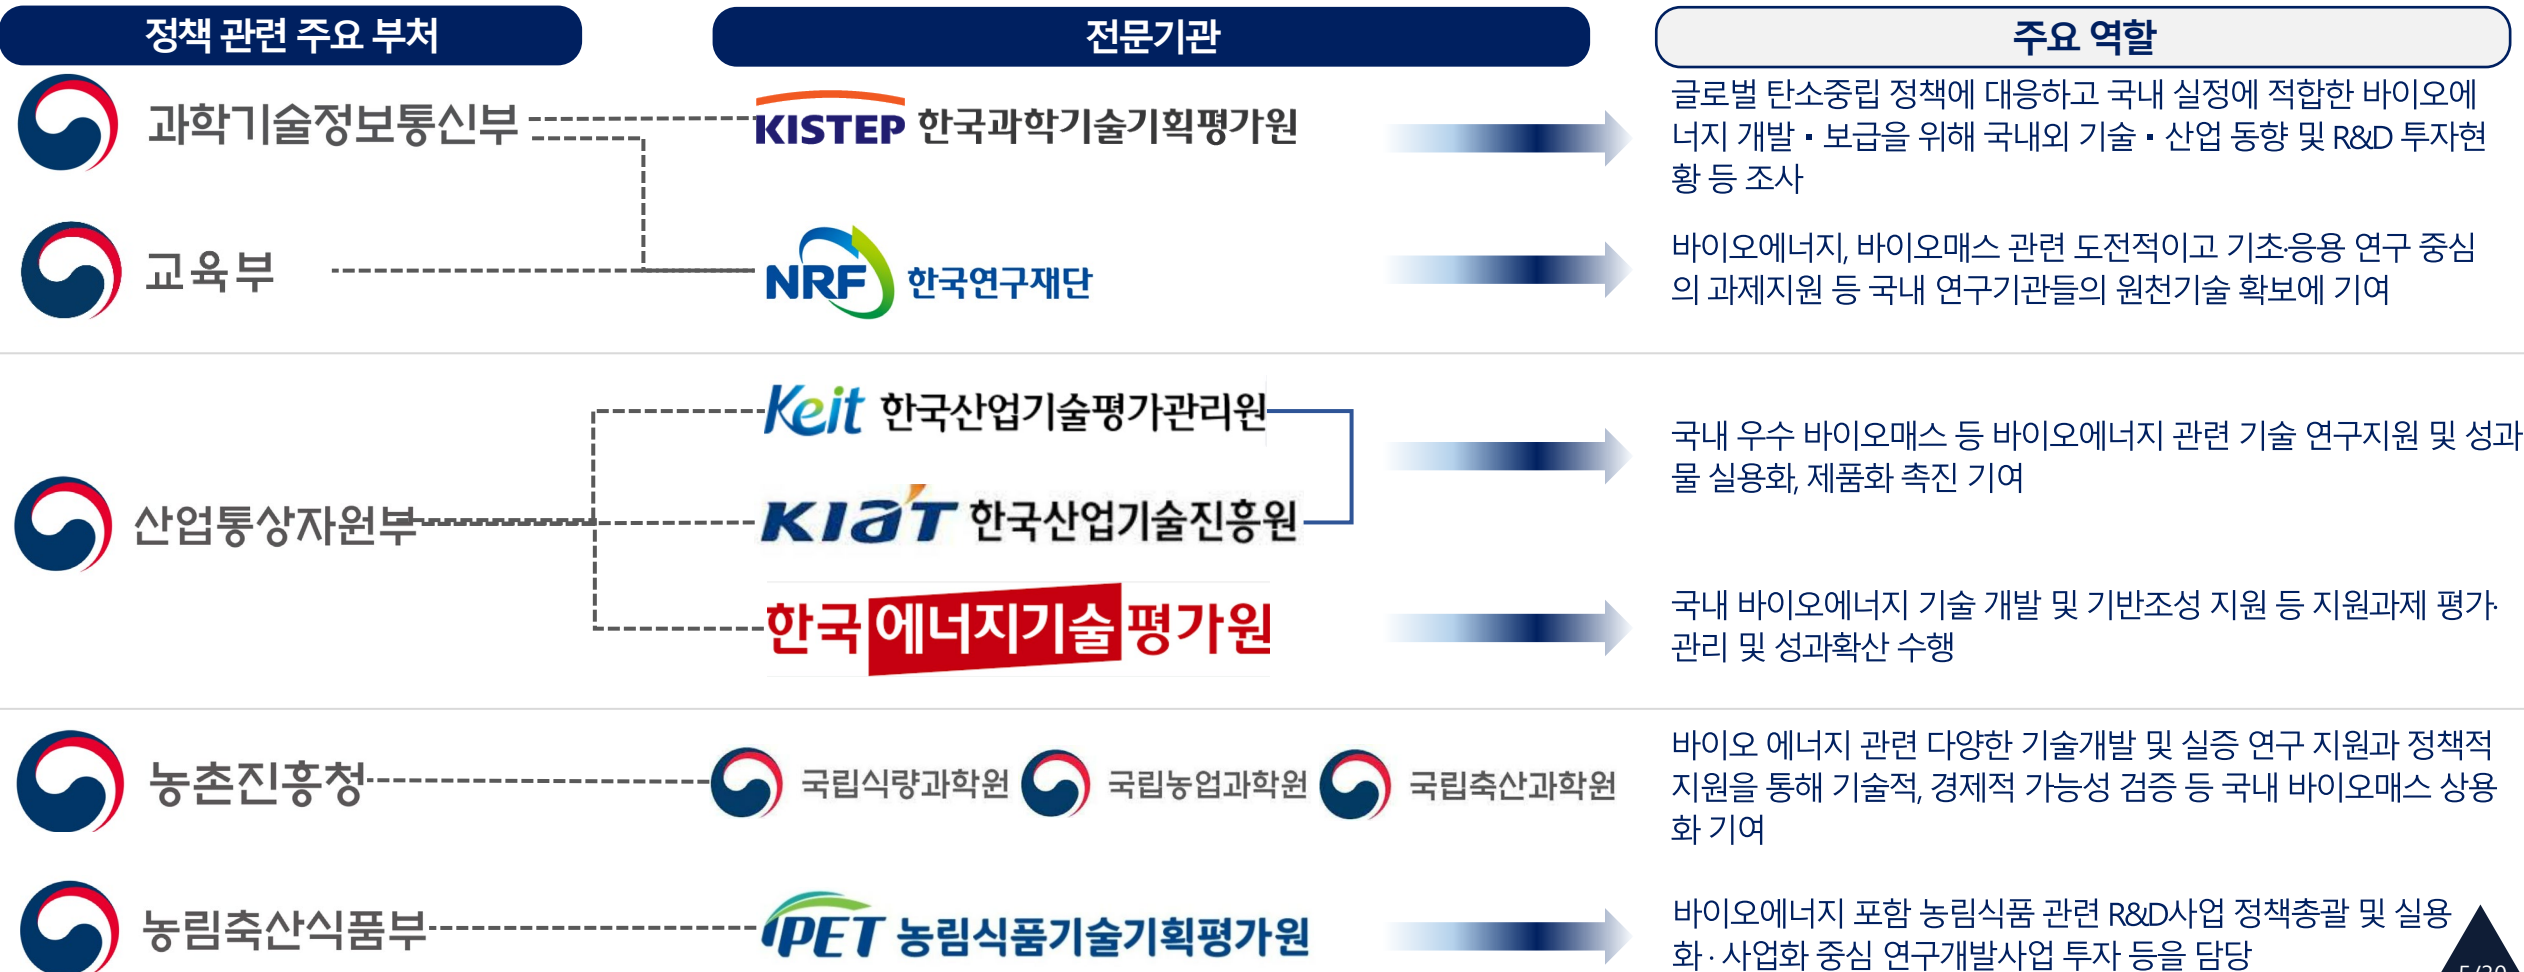 정책 관련 주요 부처
전문기관
주요 역할
과학기술정보통신부
KISTEP 한국과학기술기획평가원
글로벌 탄소중립 정책에 대응하고 국내 실정에 적합한 바이오에
너지 개발・보급을 위해 국내외 기술・산업 동향 및 R&D 투자현
황 등 조사
교육부
NRF 한국연구재단
바이오에너지, 바이오매스 관련 도전적이고 기초·응용 연구 중심
의 과제지원 등 국내 연구기관들의 원천기술 확보에 기여
산업통상자원부
Keit 한국산업기술평가관리원
KIAT 한국산업기술진흥원
국내 우수 바이오매스 등 바이오에너지 관련 기술 연구지원 및 성과
물 실용화, 제품화 촉진 기여
한국에너지기술평가원
국내 바이오에너지 기술 개발 및 기반조성 지원 등 지원과제 평가·
관리 및 성과확산 수행
농촌진흥청
국립식량과학원 국립농업과학원 국립축산과학원
바이오 에너지 관련 다양한 기술개발 및 실증 연구 지원과 정책적
지원을 통해 기술적, 경제적 가능성 검증 등 국내 바이오매스 상용
화 기여
농림축산식품부
iPET 농림식품기술기획평가원
바이오에너지 포함 농림식품 관련 R&D사업 정책총괄 및 실용
화·사업화 중심 연구개발사업 투자 등을 담당